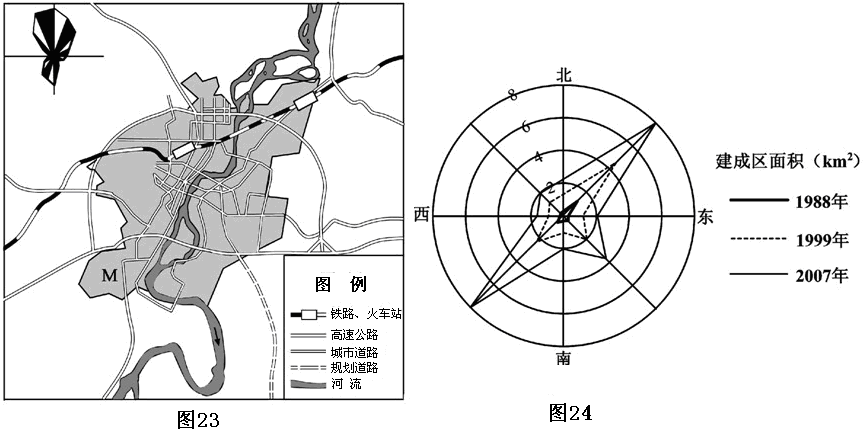 M
图 例
铁路、火车站
高速公路
城市道路
规划道路
河 流
图23
北
8
6
4
2
西
东
南
建成区面积（km²）
1988年
1999年
2007年
图24